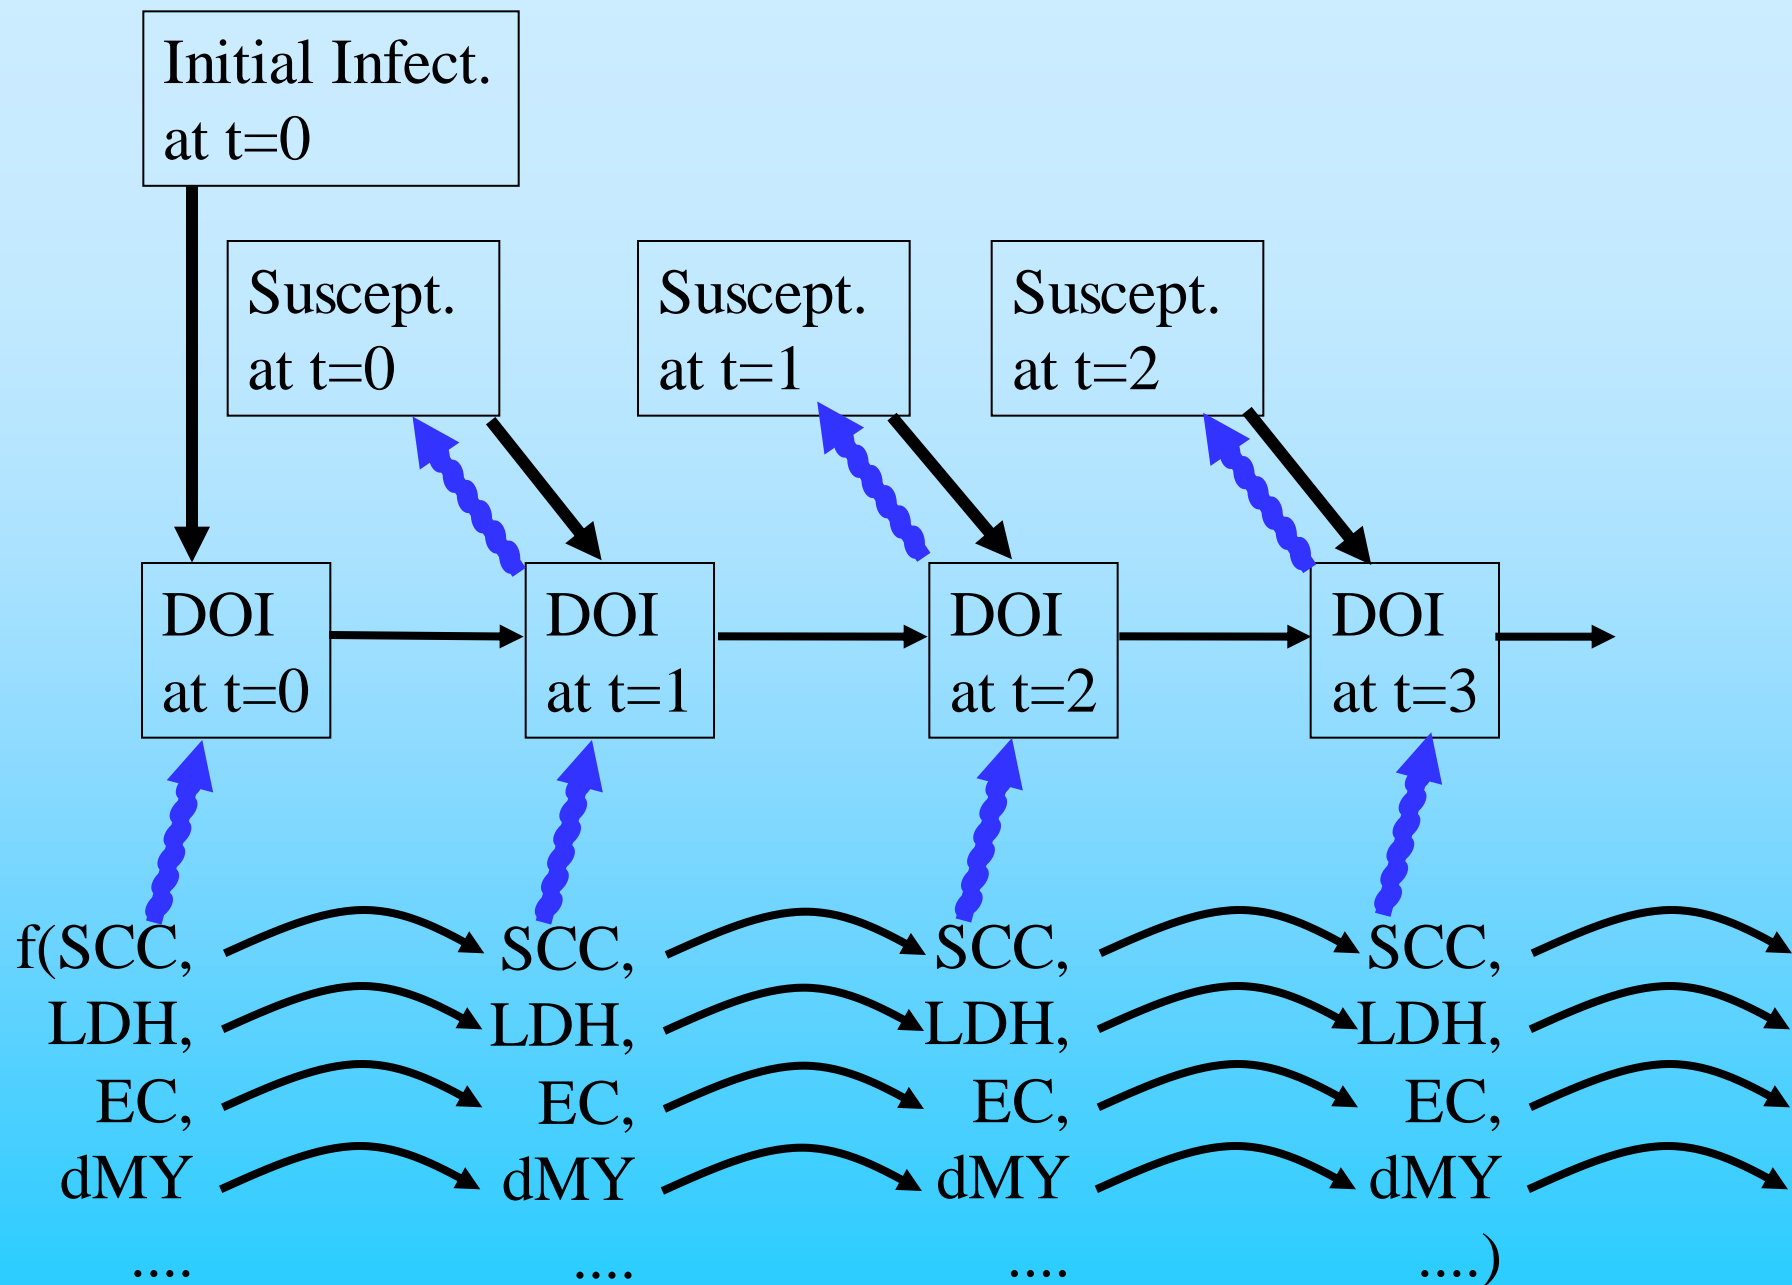 Initial Infect.
at t=0
Suscept.
at t=0
Suscept.
at t=1
Suscept.
at t=2
DOI
at t=0
DOI
at t=1
DOI
at t=2
DOI
at t=3
f(SCC,
LDH,
EC,
dMY
....
SCC,
LDH,
EC,
dMY
....
SCC,
LDH,
EC,
dMY
....
SCC,
LDH,
EC,
dMY
....)